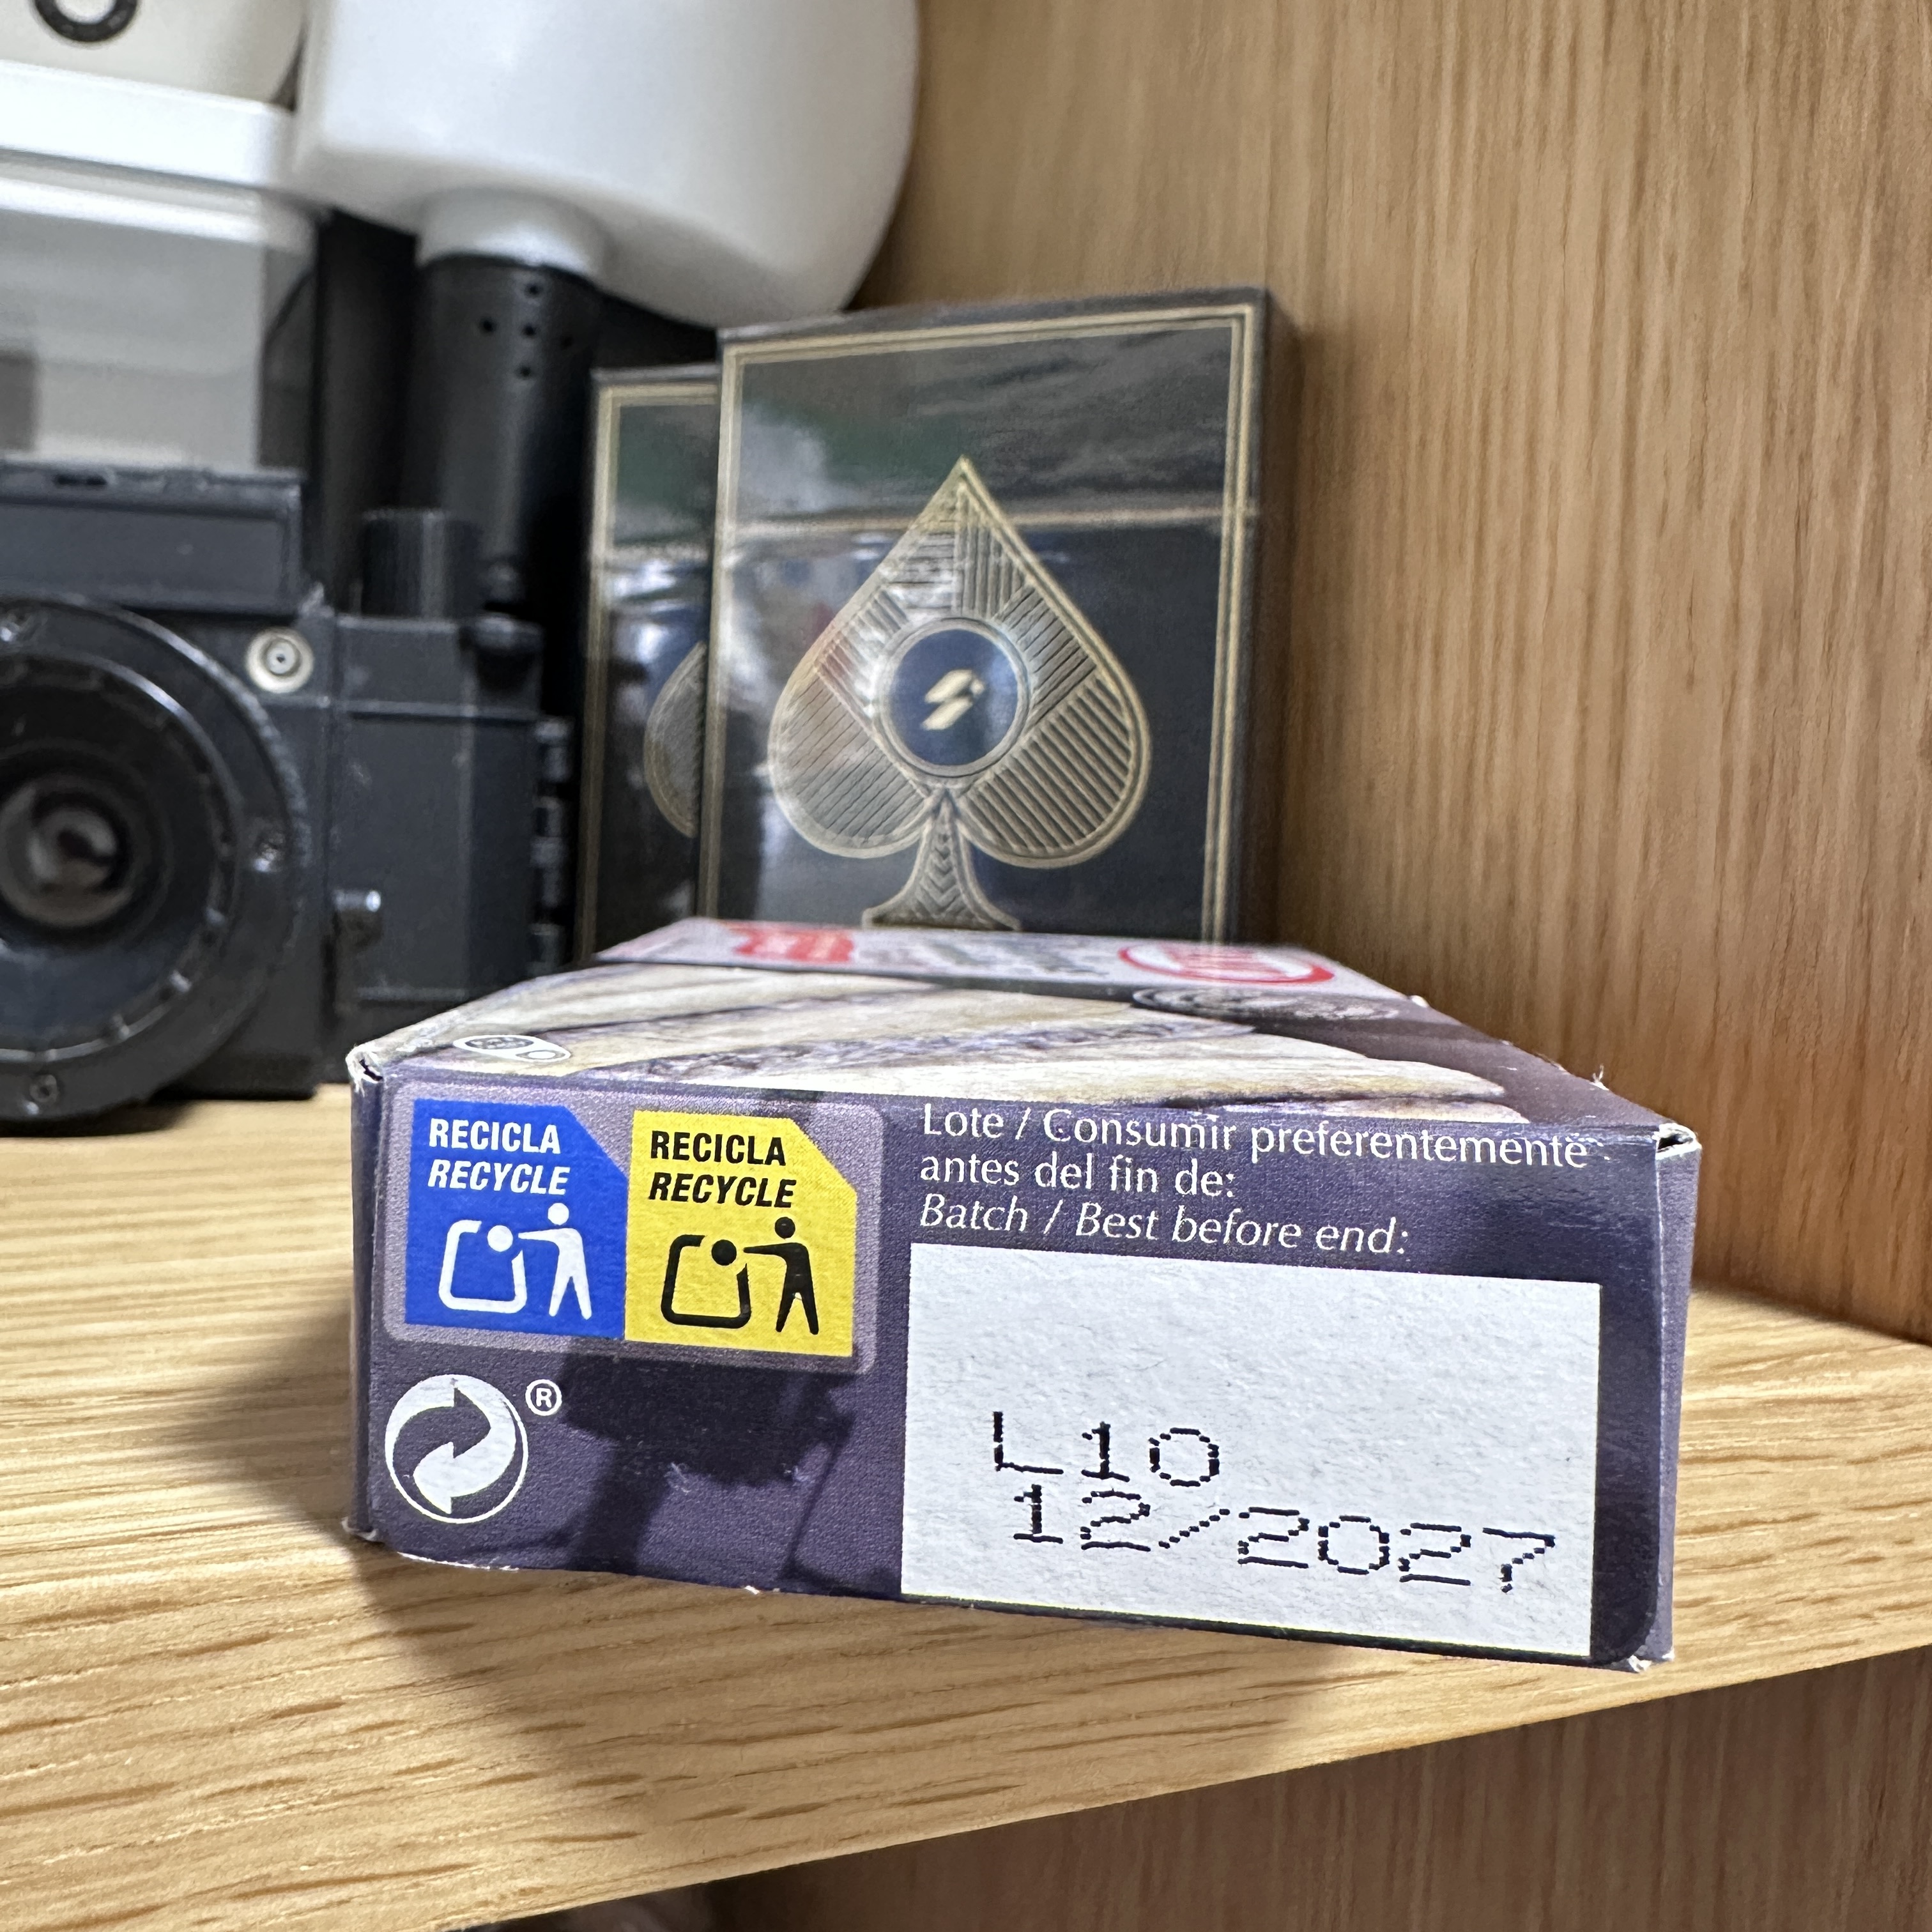 RECICLA
RECYCLE
RECICLA
RECYCLE
®
Lote / Consumir preferentemente
antes del fin de:
Batch / Best before end:
L10
12/2027